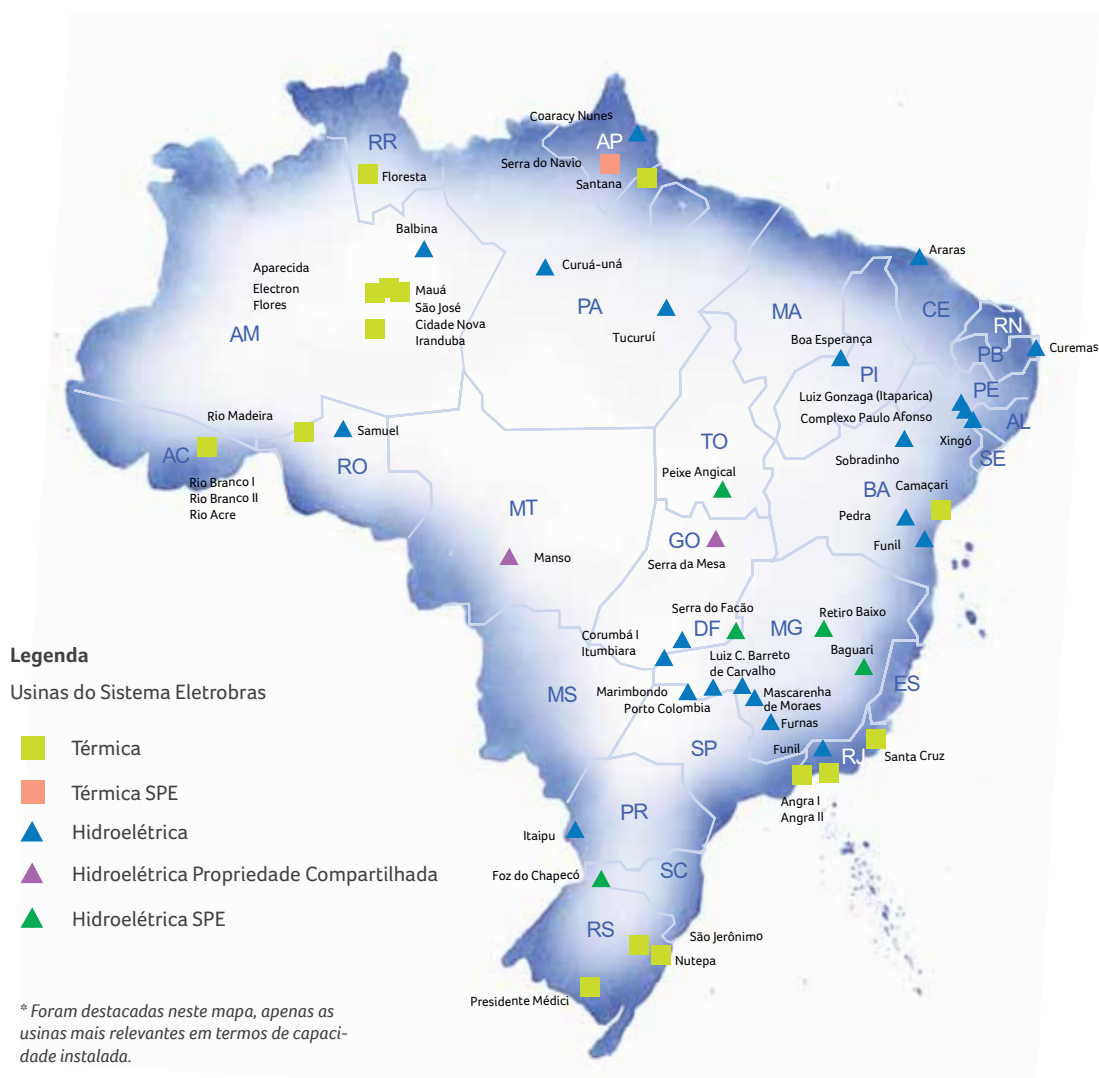 Coaracy Nunes
AP
RR
Serra do Navio
Floresta
Santana
Balbina
Araras
Curuá-uná
Aparecida
Electron
Flores
Mauá
São José
Cidade Nova
Iranduba
PA
MA
CE
AM
RN
Tucuruí
Boa Esperança
PB
Curemas
PI
PE
Luiz Gonzaga (Itaparica)
Rio Madeira
Complexo Paulo Afonso
AL
Samuel
TO
Xingó
AC
RO
Sobradinho
SE
Peixe Angical
Rio Branco I
Rio Branco II
Rio Acre
BA
Camaçari
MT
Pedra
GO
Funil
Manso
Serra da Mesa
Serra do Facão
Retiro Baixo
DF
MG
Corumbá I
Itumbiara
Baguari
Luiz C. Barreto
de Carvalho
ES
MS
Marimbondo
Mascarenha
de Moraes
Porto Colombia
Furnas
SP
Funil
RJ
Santa Cruz
Angra I
Angra II
PR
Itaipu
SC
Foz do Chapecó
RS
São Jerônimo
Nutepa
Presidente Médici
Legenda
Usinas do Sistema Eletrobras
Térmica
Térmica SPE
Hidroelétrica
Hidroelétrica Propriedade Compartilhada
Hidroelétrica SPE
* Foram destacadas neste mapa, apenas as
usinas mais relevantes em termos de capaci-
dade instalada.